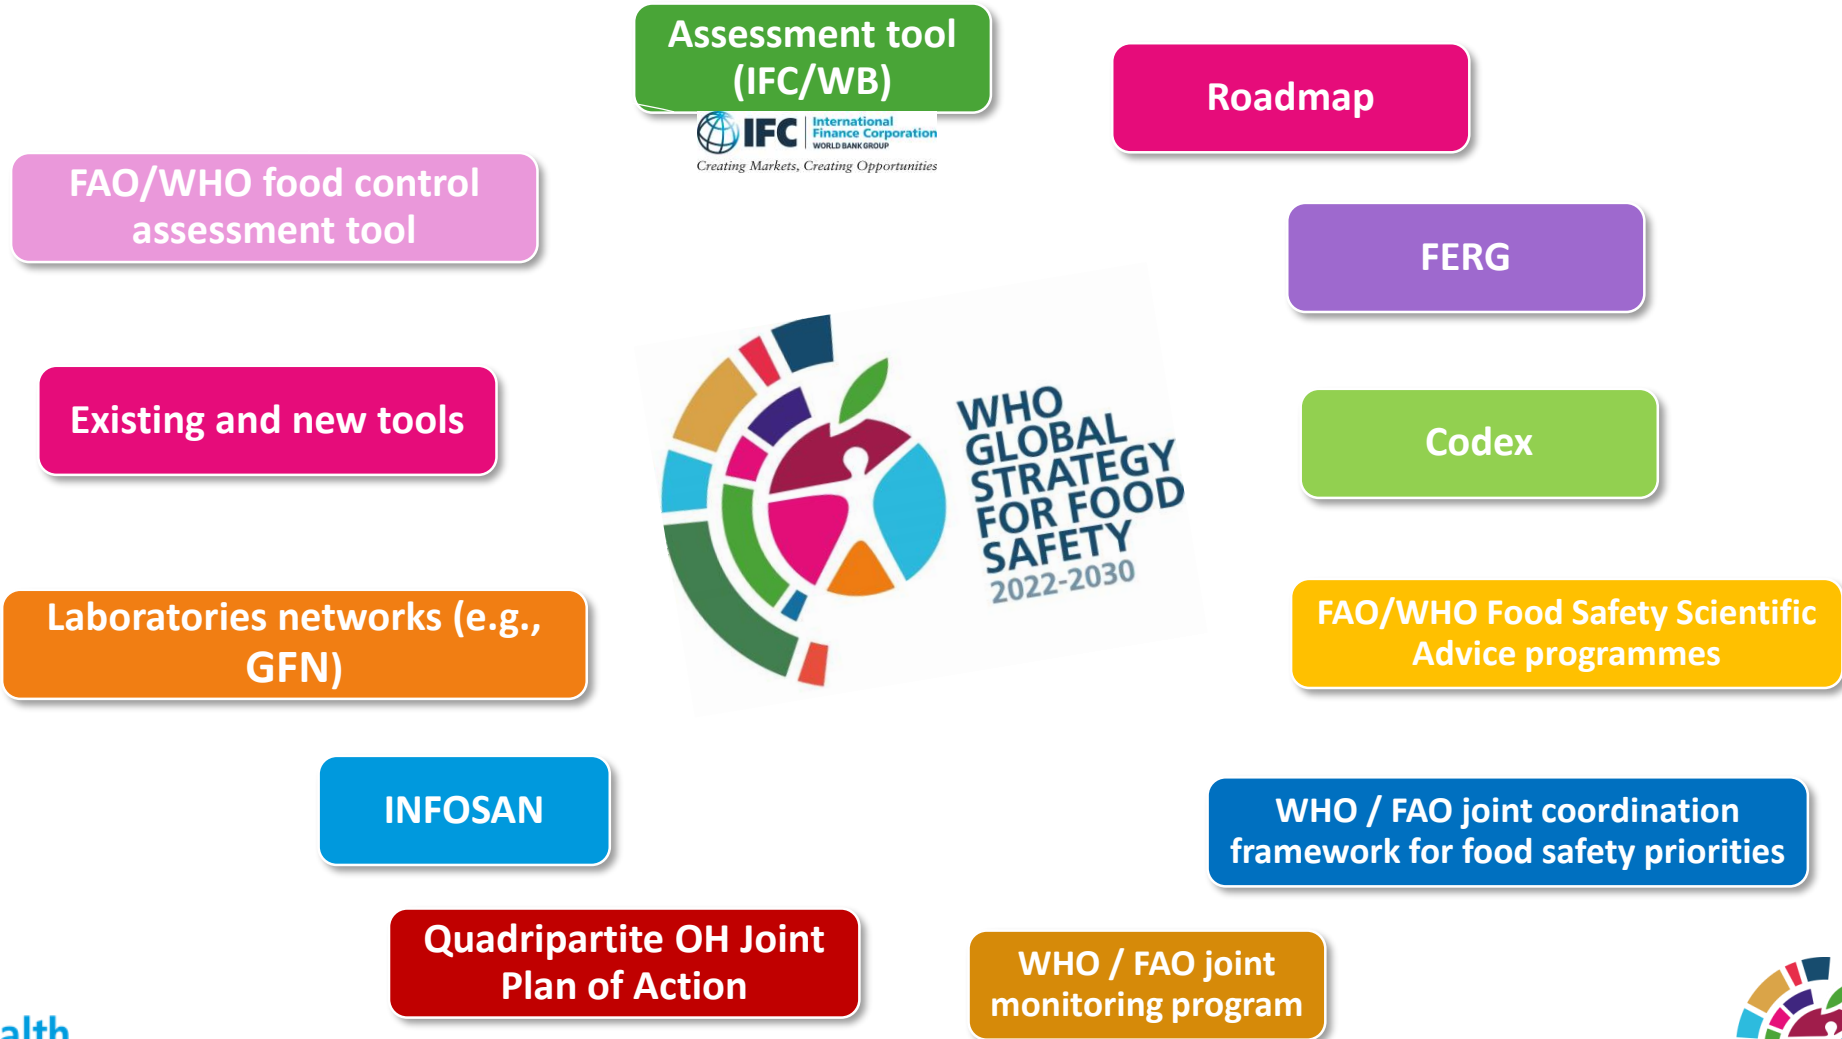 Assessment tool
(IFC/WB)
IFC
International
Finance Corporation
WORLD BANK GROUP
Creating Markets, Creating Opportunities
Roadmap
FAO/WHO food control
assessment tool
FERG
Existing and new tools
WHO
GLOBAL
STRATEGY
FOR FOOD
SAFETY
2022-2030
Codex
Laboratories networks (e.g.,
GFN)
FAO/WHO Food Safety Scientific
Advice programmes
INFOSAN
WHO / FAO joint coordination
framework for food safety priorities
Quadripartite OH Joint
Plan of Action
WHO / FAO joint
monitoring program
alth